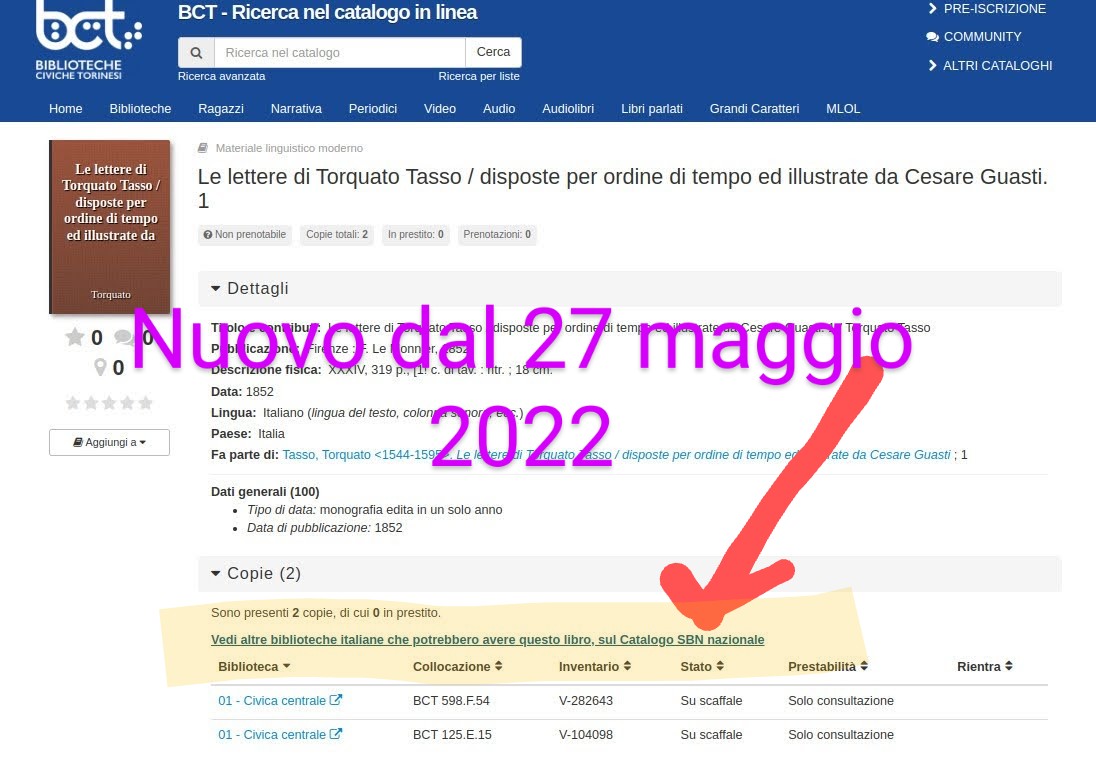 bct
BIBLIOTECHE
CIVICHE TORINESI
BCT - Ricerca nel catalogo in linea
Ricerca nel catalogo
Cerca
Ricerca avanzata
Ricerca per liste
PRE-ISCRIZIONE
COMMUNITY
ALTRI CATALOGHI
Home Biblioteche Ragazzi Narrativa Periodici Video Audio Audiolibri Libri parlati Grandi Caratteri MLOL
Le lettere di
Torquato Tasso /
disposte per
ordine di tempo
ed illustrate da
Torquato
0 0
0
Aggiungi a
Materiale linguistico moderno
Le lettere di Torquato Tasso / disposte per ordine di tempo ed illustrate da Cesare Guasti.
1
Non prenotabile Copie totali: 2 In prestito: 0 Prenotazioni: 0
Dettagli
Nuovo dal 27 maggio
2022
Titolo e contributi: Le lettere di Torquato Tasso / disposte per ordine di tempo ed illustrate da Cesare Guasti. 1 / Torquato Tasso
Pubblicazione: Firenze : F. Le Monnier, 1852
Descrizione fisica: XXXIV, 319 p., [1] c. di tav. : ritr. ; 18 cm.
Data: 1852
Lingua: Italiano (lingua del testo, colonna sonora, ecc.)
Paese: Italia
Fa parte di: Tasso, Torquato <1544-1595>. Le lettere di Torquato Tasso / disposte per ordine di tempo ed illustrate da Cesare Guasti ; 1
Dati generali (100)
Tipo di data: monografia edita in un solo anno
Data di pubblicazione: 1852
Copie (2)
Sono presenti 2 copie, di cui 0 in prestito.
Vedi altre biblioteche italiane che potrebbero avere questo libro, sul Catalogo SBN nazionale
Biblioteca Collocazione Inventario Stato Prestabilità Rientra
01 - Civica centrale BCT 598.F.54 V-282643 Su scaffale Solo consultazione
01 - Civica centrale BCT 125.E.15 V-104098 Su scaffale Solo consultazione